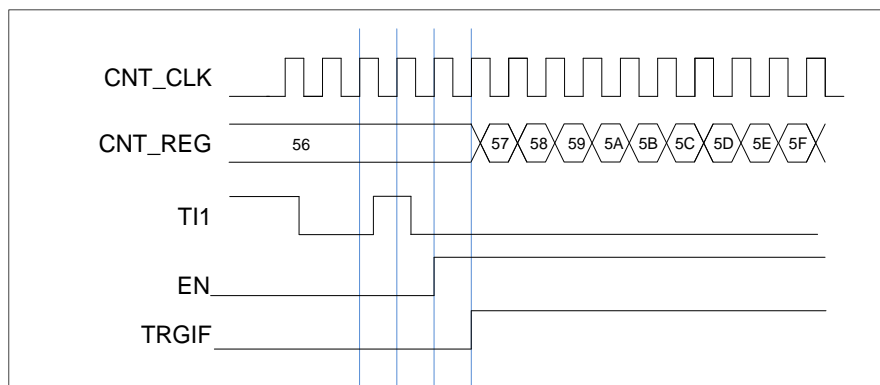 CNT_CLK
CNT_REG 56 57 58 59 5A 5B 5C 5D 5E 5F
TI1
EN
TRGIF